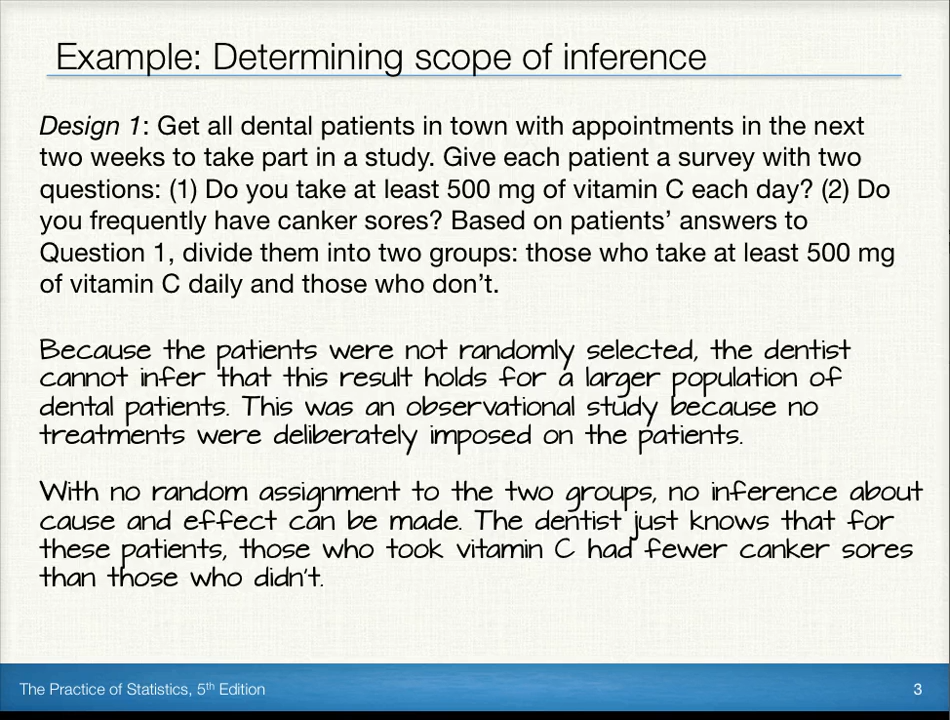 Example: Determining scope of inference
Design 1: Get all dental patients in town with appointments in the next
two weeks to take part in a study. Give each patient a survey with two
questions: (1) Do you take at least 500 mg of vitamin C each day? (2) Do
you frequently have canker sores? Based on patients’ answers to
Question 1, divide them into two groups: those who take at least 500 mg
of vitamin C daily and those who don’t.
Because the patients were not randomly selected, the dentist
cannot infer that this result holds for a larger population of
dental patients. This was an observational study because no
treatments were deliberately imposed on the patients.
With no random assignment to the two groups, no inference about
cause and effect can be made. The dentist just knows that for
these patients, those who took vitamin C had fewer canker sores
than those who didn’t.
The Practice of Statistics, 5th Edition
3